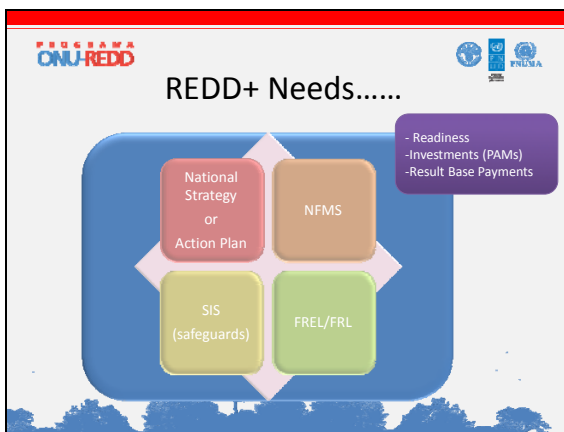 PROGRAMA
ONU-REDD
PNUMA
REDD+ Needs……
- Readiness
-Investments (PAMs)
-Result Base Payments
National
Strategy
or
Action Plan
NFMS
SIS
(safeguards)
FREL/FRL